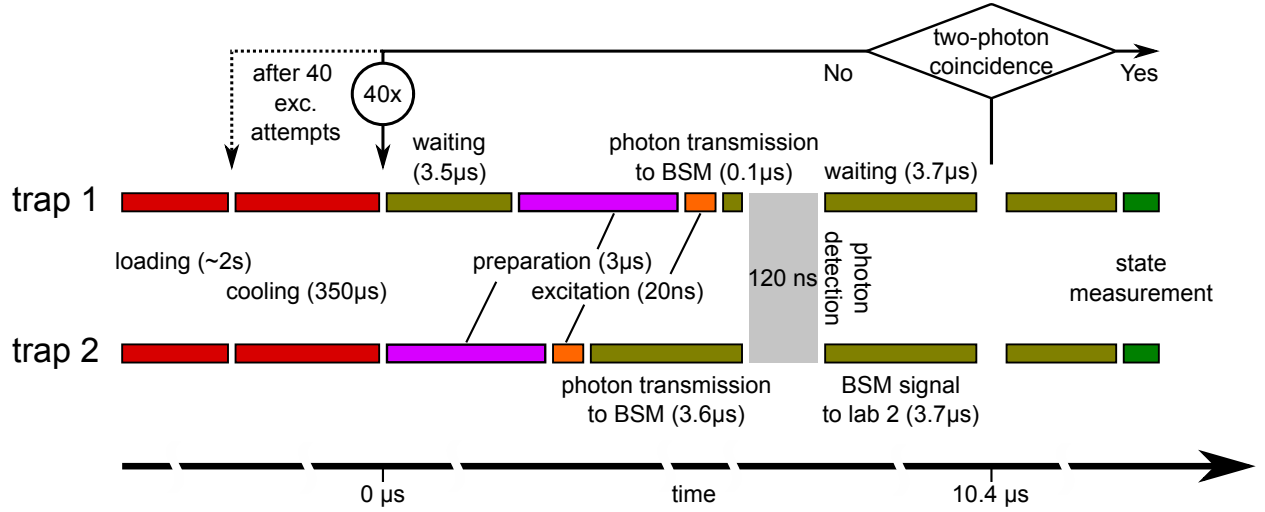 two-photon
coincidence
No
Yes
after 40
exc.
attempts
40x
waiting
(3.5µs)
photon transmission
to BSM (0.1µs)
waiting (3.7µs)
trap 1
loading (~2s)
cooling (350µs)
preparation (3µs)
excitation (20ns)
120 ns
photon
detection
state
measurement
trap 2
photon transmission
to BSM (3.6µs)
BSM signal
to lab 2 (3.7µs)
0 µs
time
10.4 µs